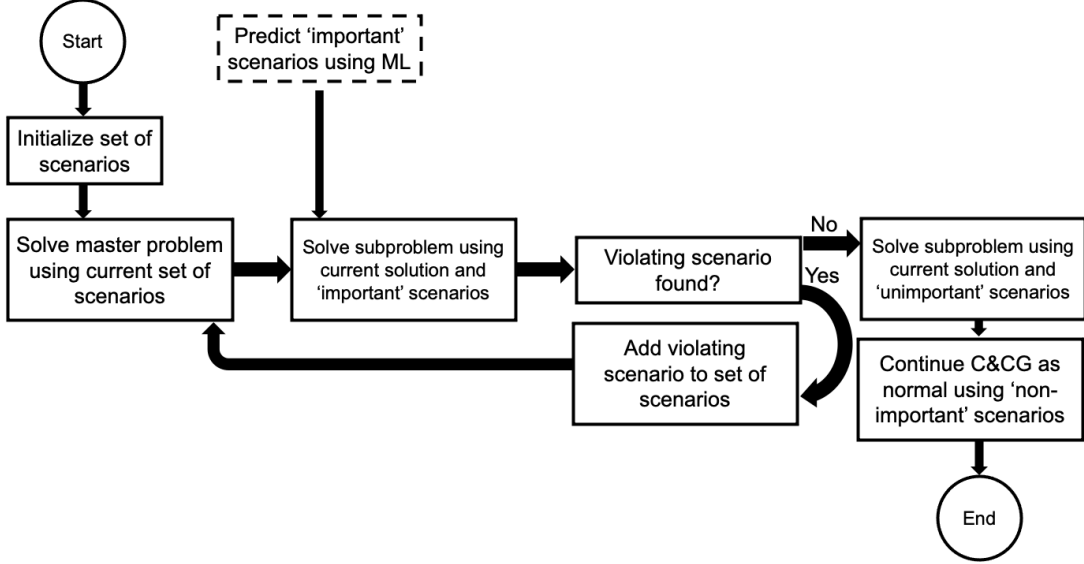 Start
Predict ‘important’
scenarios using ML
Initialize set of
scenarios
Solve master problem
using current set of
scenarios
Solve subproblem using
current solution and
‘important’ scenarios
Violating scenario
found?
No
Yes
Solve subproblem using
current solution and
‘unimportant’ scenarios
Add violating
scenario to set of
scenarios
Continue C&CG as
normal using ‘non-
important’ scenarios
End